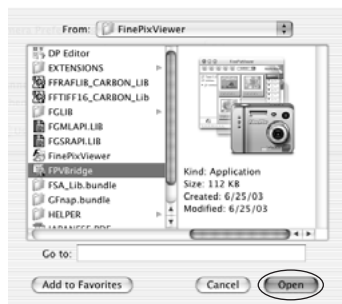 From: FinePixViewer
DP Editor
EXTENSIONS
FFRAFLIB_CARBON_LIB
FFTIFF16_CARBON_Lib
FGLIB
FGMLAPI.LIB
FGSRAPI.LIB
FinePixViewer
FPVBridge
FSA_Lib.bundle
GFnap.bundle
HELPER
JAPANESE.PDF
Kind: Application
Size: 112 KB
Created: 6/25/03
Modified: 6/25/03
Go to:
Add to Favorites
Cancel
Open